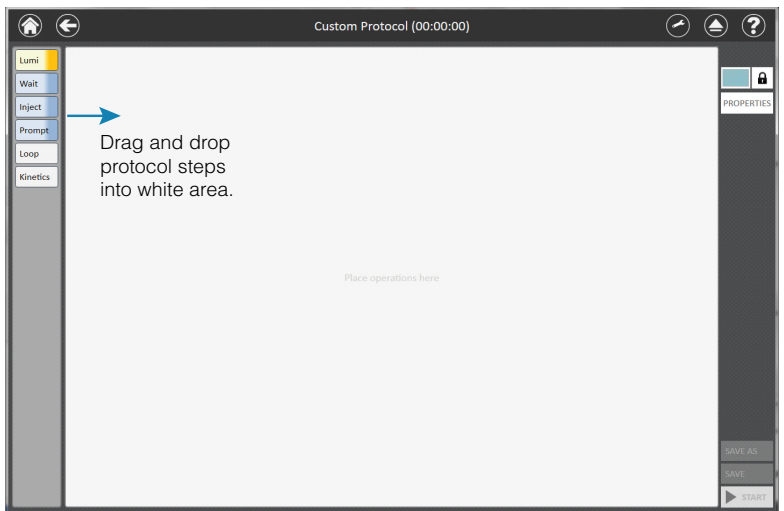 Custom Protocol (00:00:00)
?
Lumi
Wait
Inject
Prompt
Loop
Kinetics
Drag and drop
protocol steps
into white area.
Place operations here
PROPERTIES
SAVE AS
SAVE
START